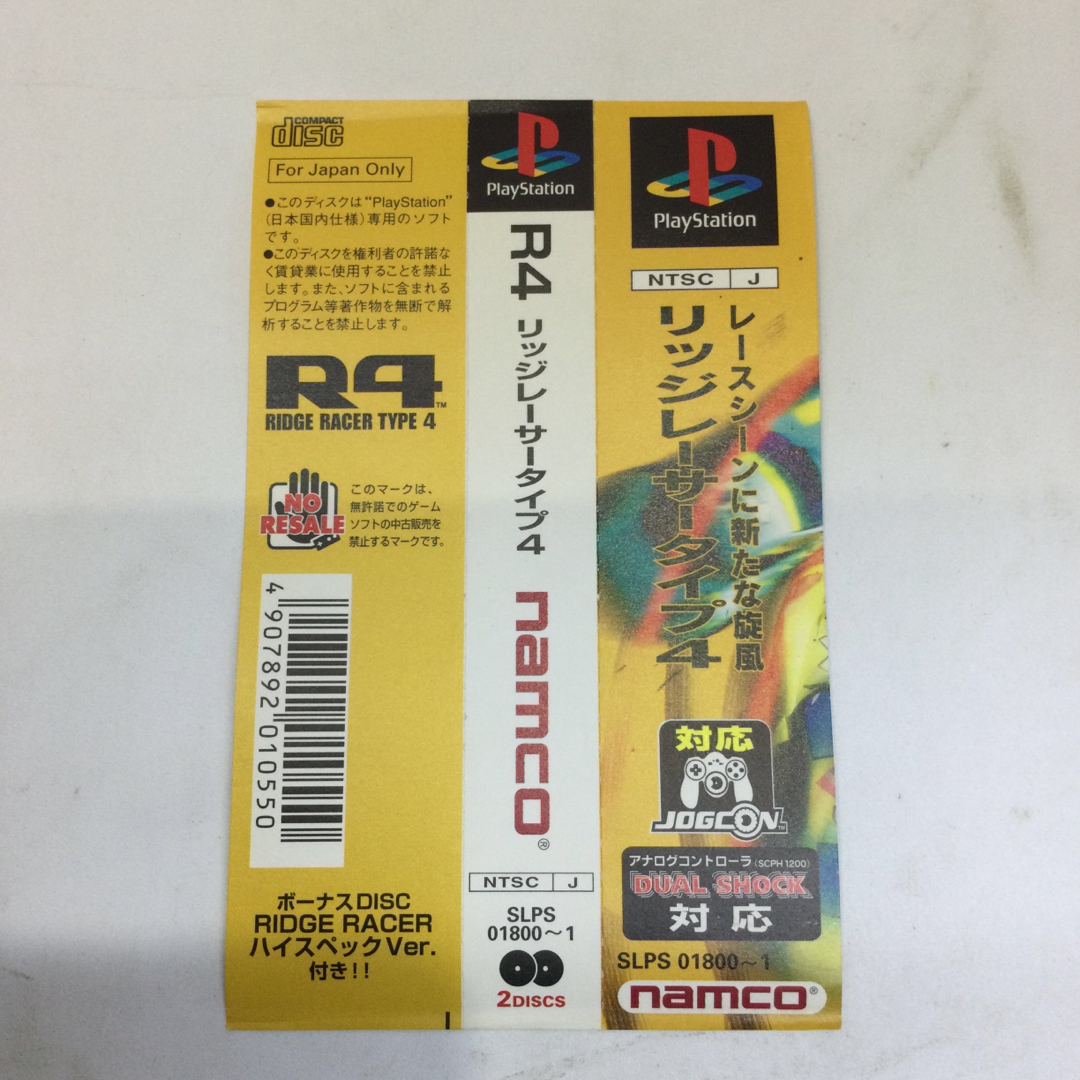 COMPACT
disc
For Japan Only
●このディスクは“PlayStation”
(日本国内仕様)専用のソフト
です。
●このディスクを権利者の許諾な
く賃貸業に使用することを禁止
します。また、ソフトに含まれる
プログラム等著作物を無断で解
析することを禁止します。
R4™
RIDGE RACER TYPE 4
NO
RESALE
このマークは、
無許諾でのゲーム
ソフトの中古販売を
禁止するマークです。
4 907892 010550
ボーナスDISC
RIDGE RACER
ハイスペックVer.
付き!!
PlayStation
R4 リッジレーサータイプ4
namco®
NTSC J
SLPS
01800~1
2DISCS
PlayStation
NTSC J
レースシーンに新たな旋風
リッジレーサータイプ4
対応
JOGCON™
アナログコントローラ(SCPH1200)
DUAL SHOCK
対応
SLPS 01800~1
namco®